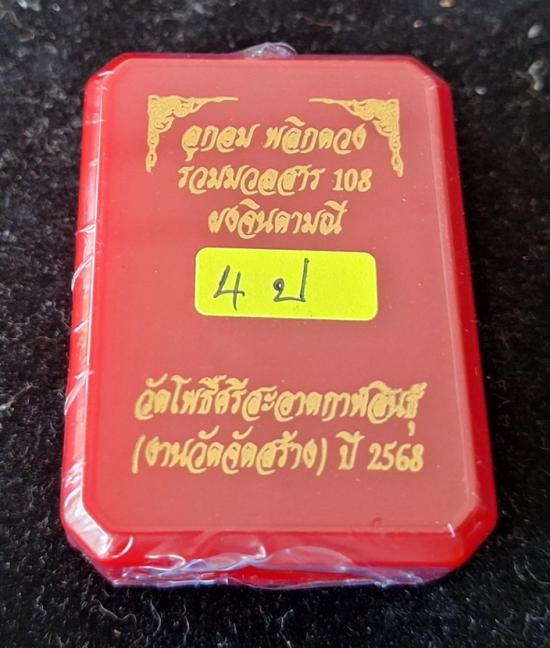 ลูกอม พลิกดวง
รวมมวลสาร 108
ผงจินดามณี
4 ป
วัดโพธิ์ศรีสะอาดกาฬสินธุ์
(งานวัดจัดสร้าง) ปี 2568